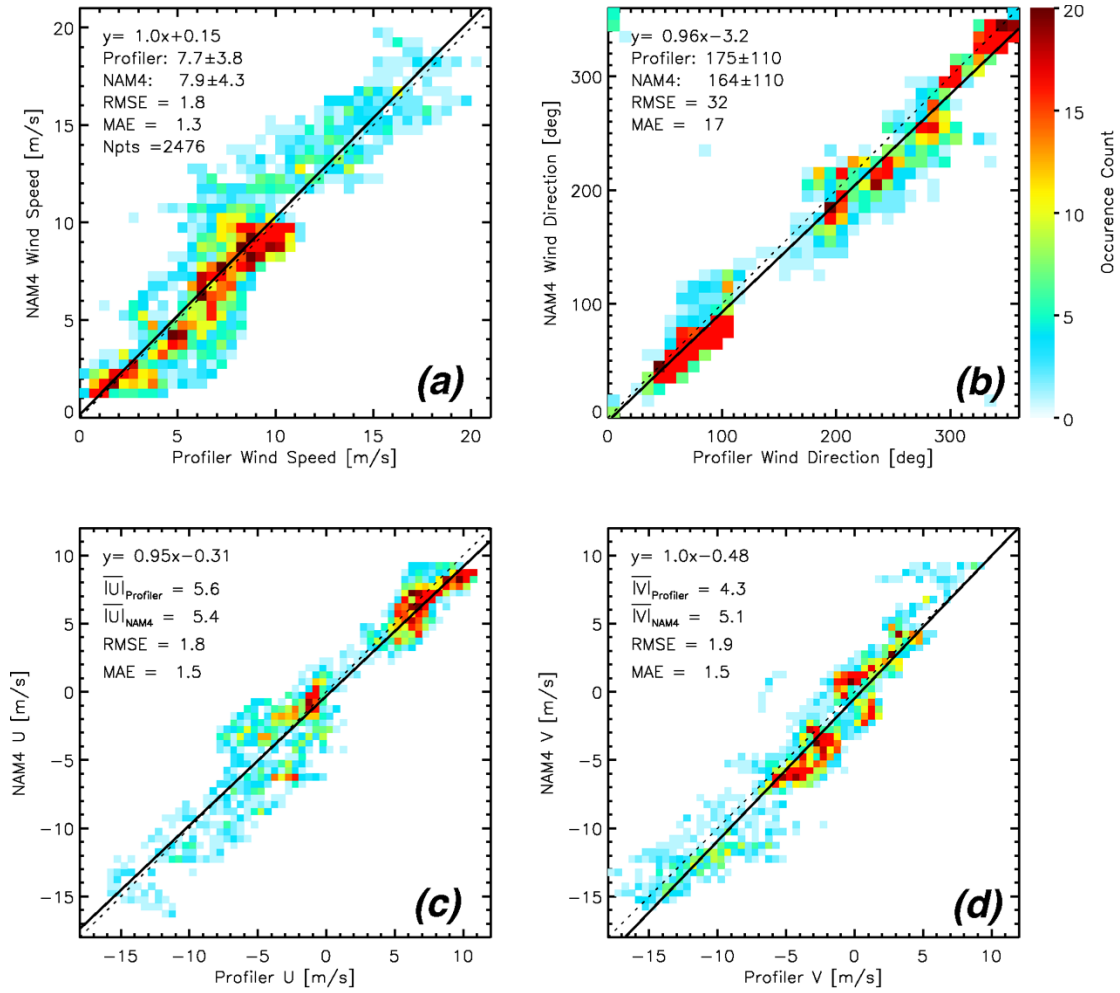 20
15
10
5
0
NAM4 Wind Speed [m/s]
y= 1.0x+0.15
Profiler: 7.7±3.8
NAM4: 7.9±4.3
RMSE = 1.8
MAE = 1.3
Npts =2476
(a)
0 5 10 15 20
Profiler Wind Speed [m/s]
300
200
100
0
NAM4 Wind Direction [deg]
y= 0.96x−3.2
Profiler: 175±110
NAM4: 164±110
RMSE = 32
MAE = 17
(b)
0 100 200 300
Profiler Wind Direction [deg]
20
15
10
5
0
Occurence Count
10
5
0
−5
−10
−15
NAM4 U [m/s]
y= 0.95x−0.31
|U|Profiler = 5.6
|U|NAM4 = 5.4
RMSE = 1.8
MAE = 1.5
(c)
−15 −10 −5 0 5 10
Profiler U [m/s]
10
5
0
−5
−10
−15
NAM4 V [m/s]
y= 1.0x−0.48
|V|Profiler = 4.3
|V|NAM4 = 5.1
RMSE = 1.9
MAE = 1.5
(d)
−15 −10 −5 0 5 10
Profiler V [m/s]